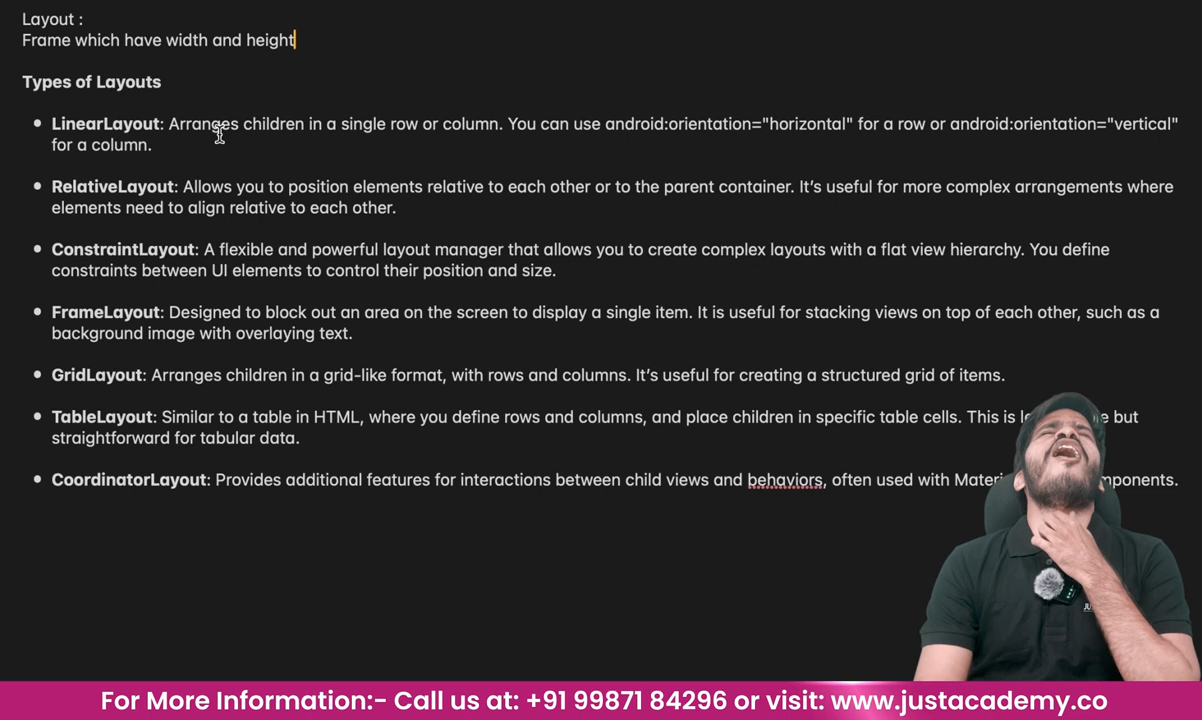 Layout :
Frame which have width and height
Types of Layouts
• LinearLayout: Arranges children in a single row or column. You can use android:orientation="horizontal" for a row or android:orientation="vertical"
for a column.
• RelativeLayout: Allows you to position elements relative to each other or to the parent container. It's useful for more complex arrangements where
elements need to align relative to each other.
• ConstraintLayout: A flexible and powerful layout manager that allows you to create complex layouts with a flat view hierarchy. You define
constraints between UI elements to control their position and size.
• FrameLayout: Designed to block out an area on the screen to display a single item. It is useful for stacking views on top of each other, such as a
background image with overlaying text.
• GridLayout: Arranges children in a grid-like format, with rows and columns. It's useful for creating a structured grid of items.
• TableLayout: Similar to a table in HTML, where you define rows and columns, and place children in specific table cells. This is but
straightforward for tabular data.
• CoordinatorLayout: Provides additional features for interactions between child views and behaviors, often used with
For More Information:- Call us at: +91 99871 84296 or visit: www.justacademy.co